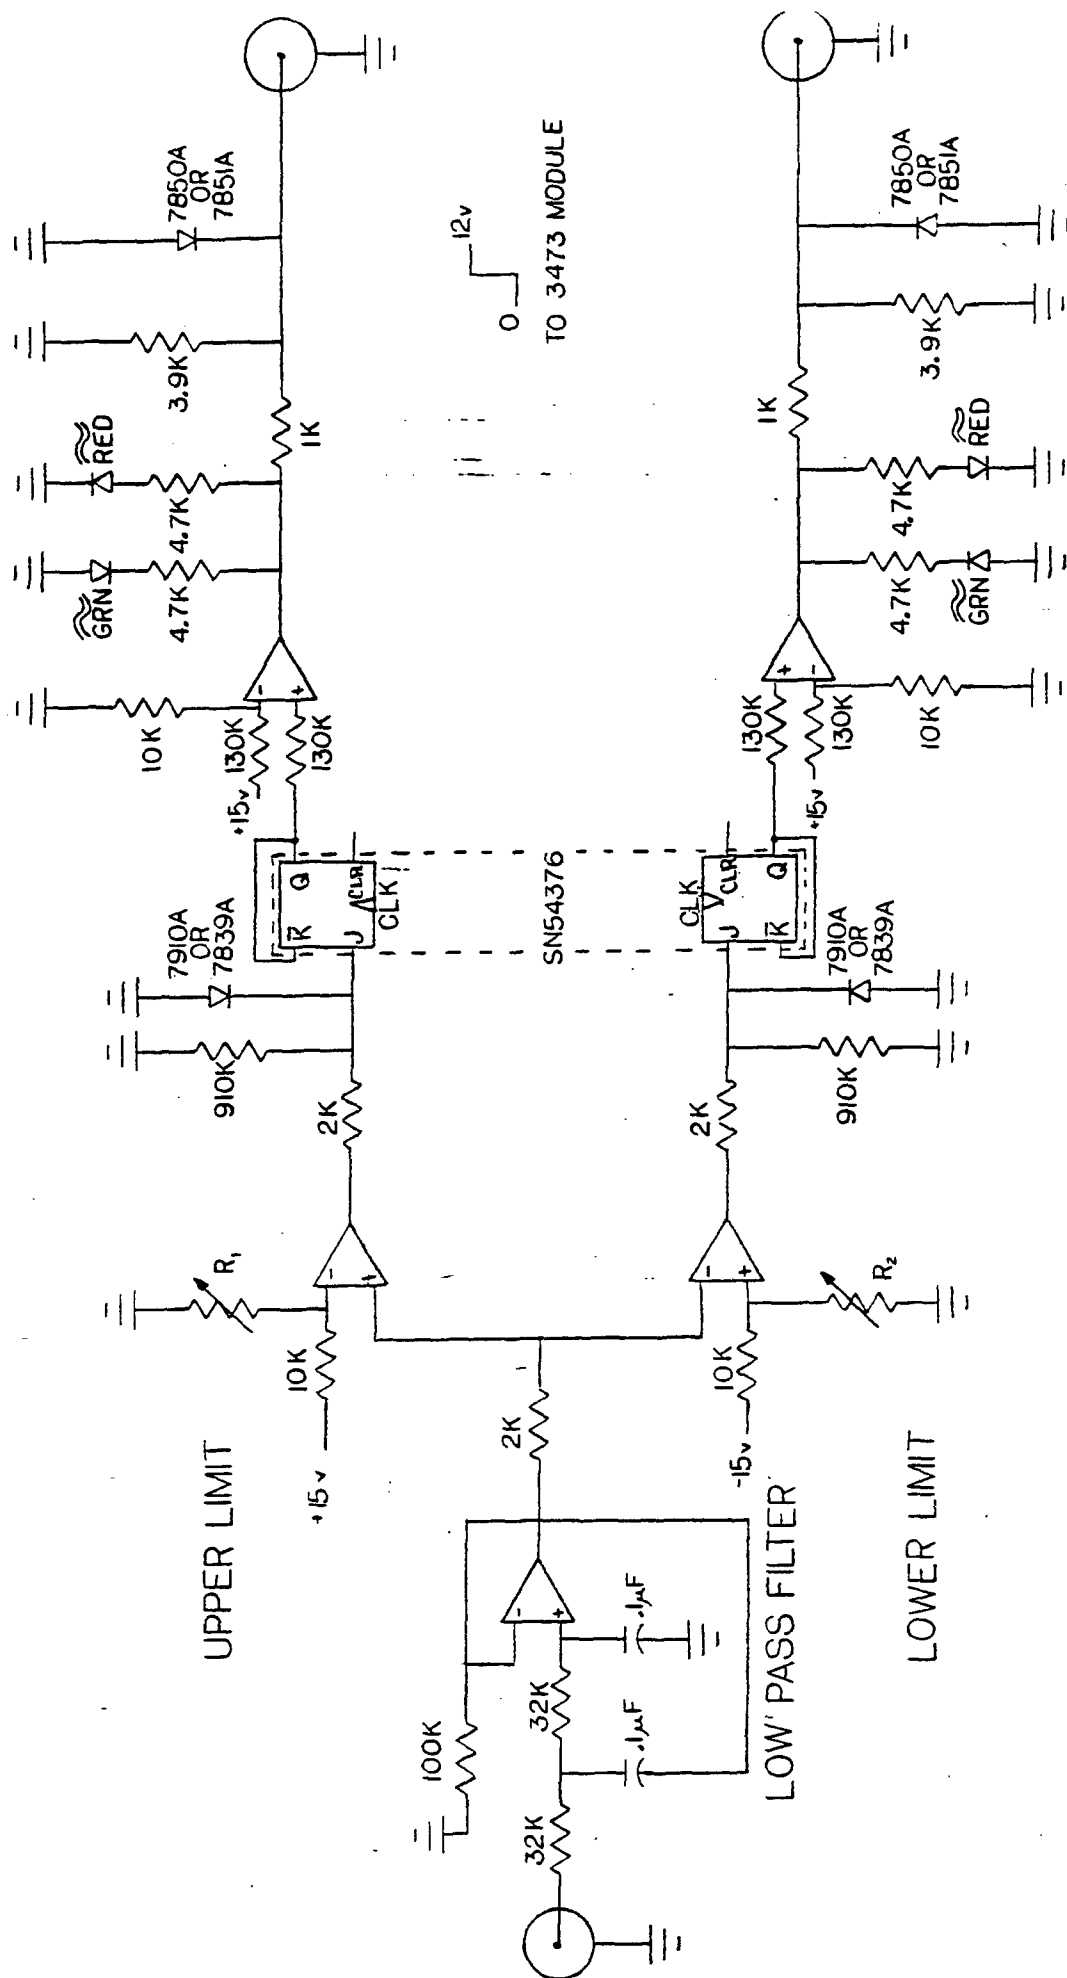 UPPER LIMIT
+15v
10K
R₁
2K
910K
7910A
OR
7839A
K̅
J
Q
CLR
CLK
+15v
130K
130K
10K
GRN
4.7K
RED
4.7K
1K
3.9K
7850A
OR
7851A
100K
32K
32K
.1µF
.1µF
2K
LOW PASS FILTER
SN54376
0
12v
TO 3473 MODULE
LOWER LIMIT
-15v
10K
R₂
2K
910K
7910A
OR
7839A
CLK
CLR
J
K̅
Q
130K
+15v
130K
10K
GRN
4.7K
RED
4.7K
1K
3.9K
7850A
OR
7851A